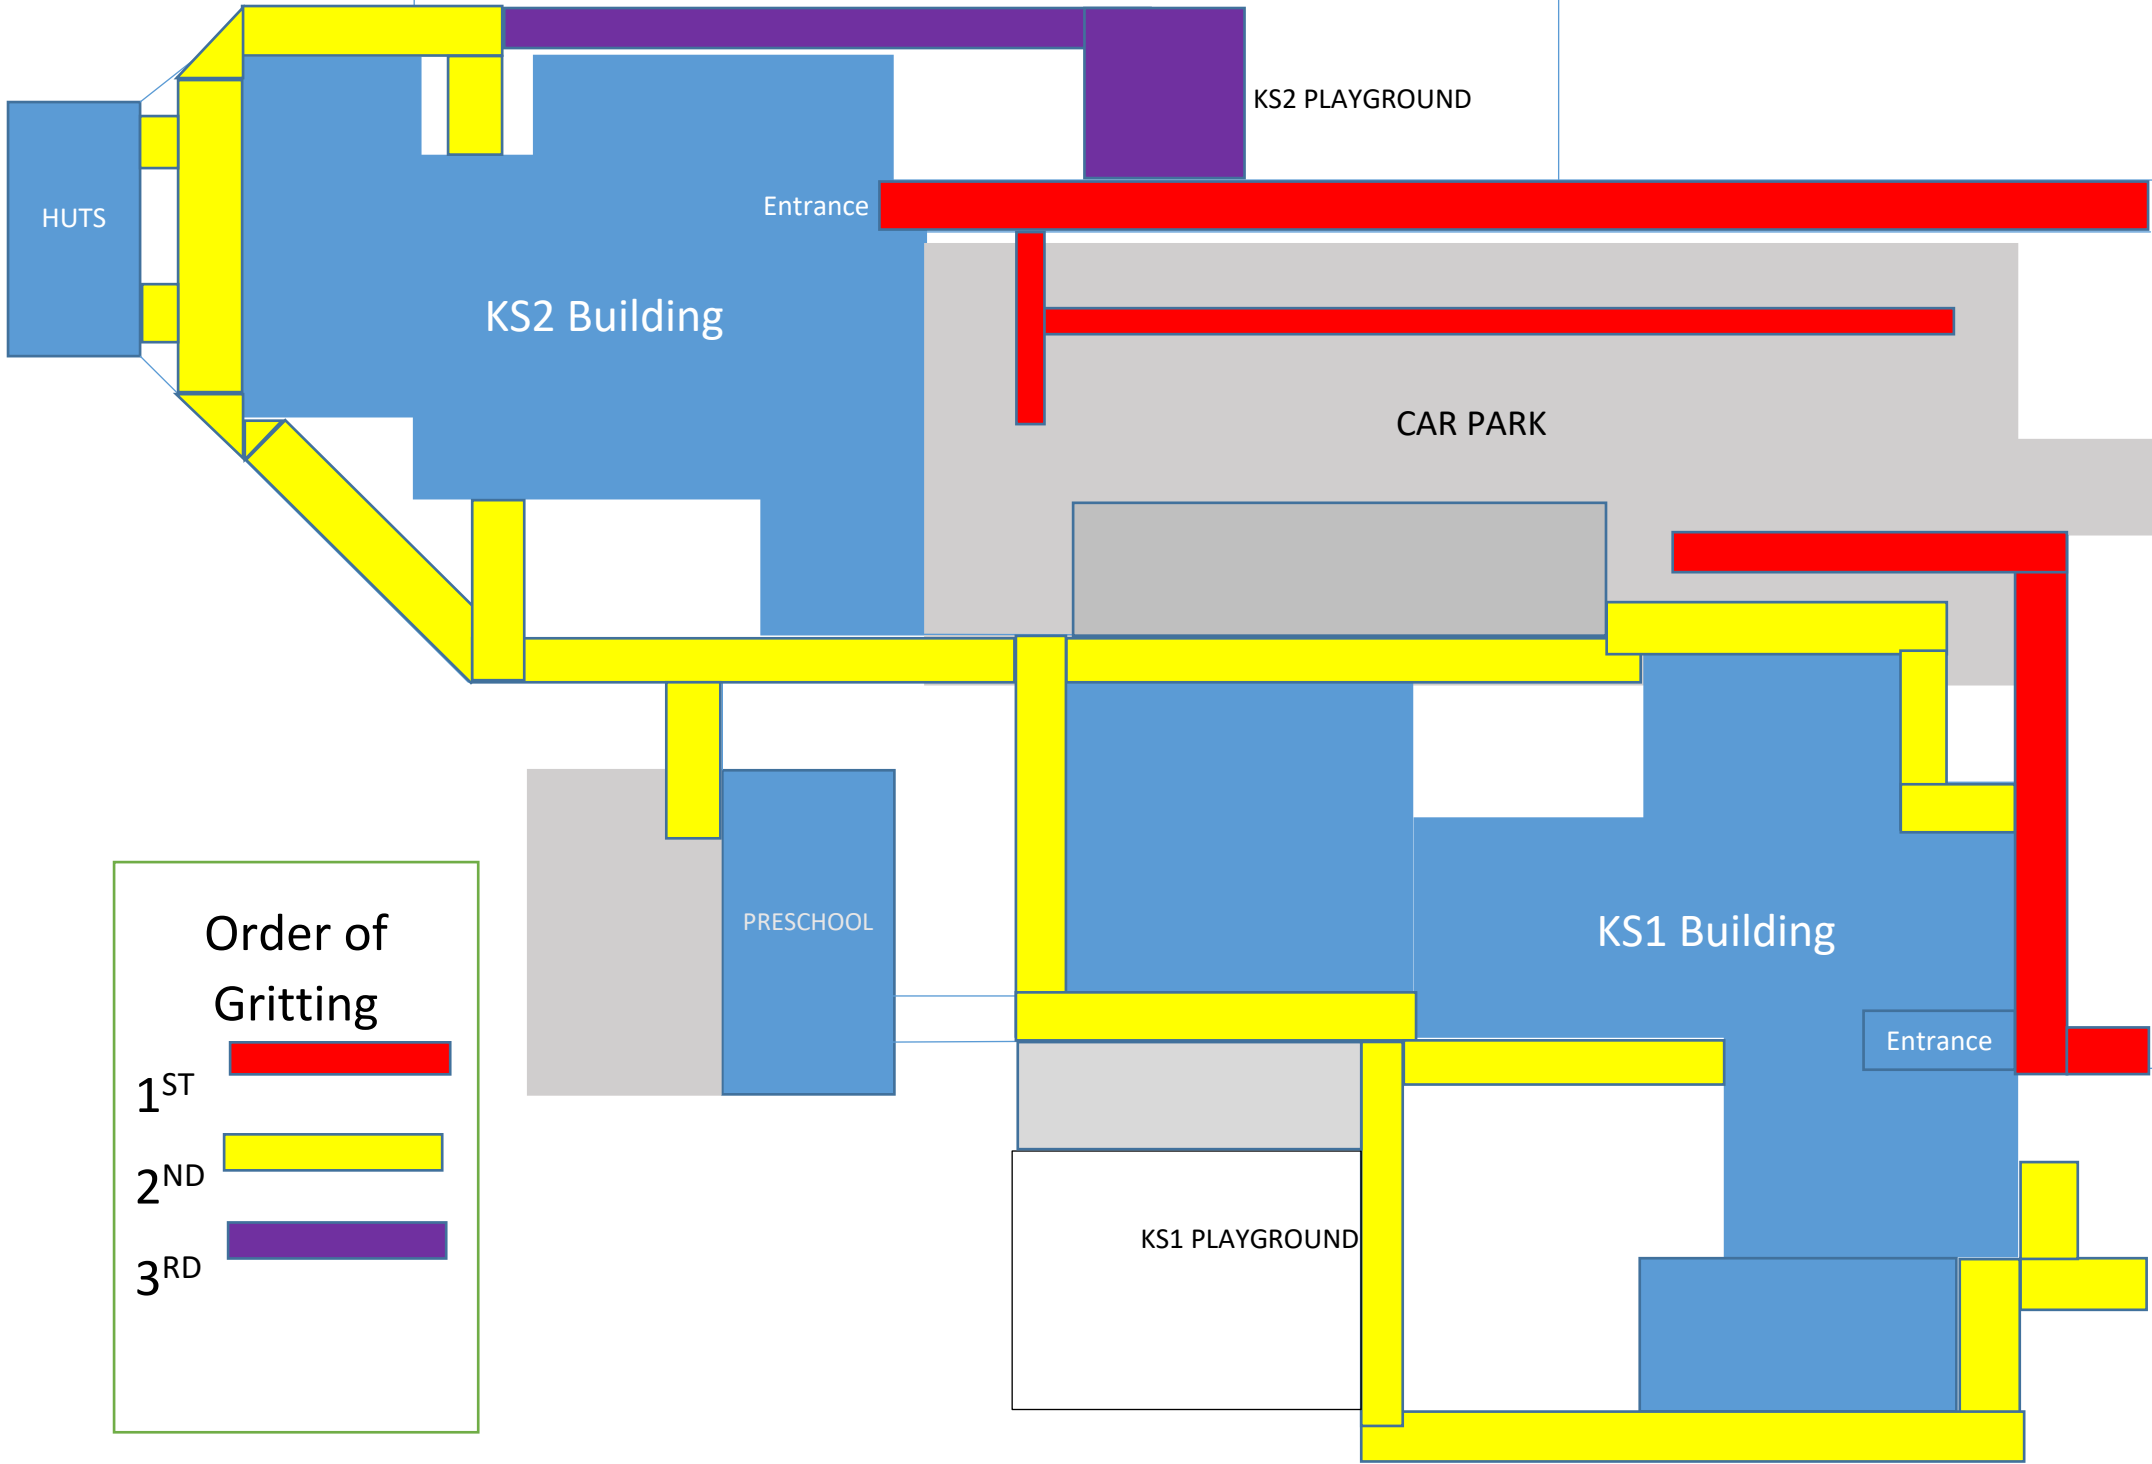 KS2 PLAYGROUND
HUTS
Entrance
KS2 Building
CAR PARK
PRESCHOOL
KS1 Building
Entrance
Order of
Gritting
1ST
2ND
3RD
KS1 PLAYGROUND